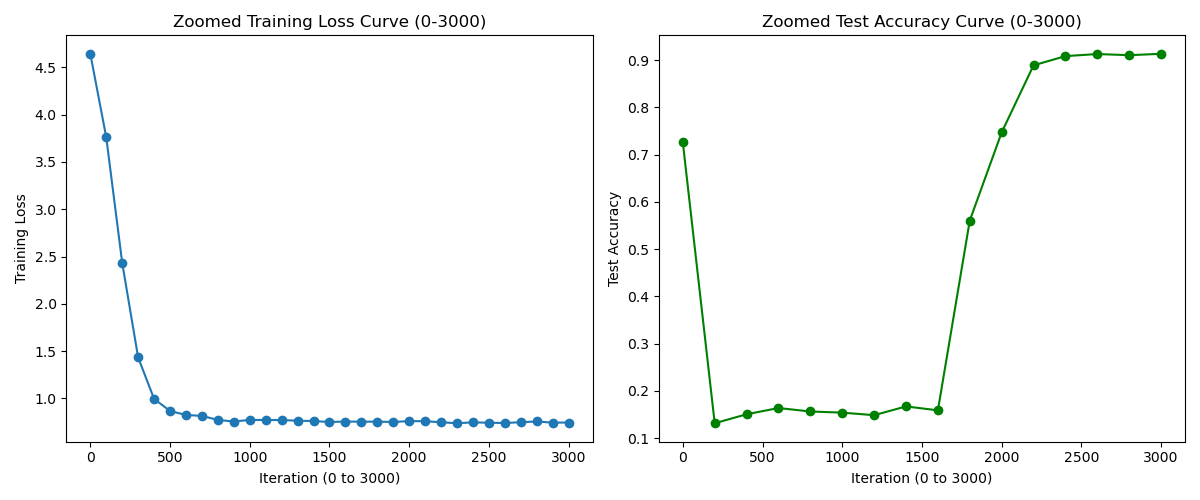 Zoomed Training Loss Curve (0-3000)
Training Loss
4.5
4.0
3.5
3.0
2.5
2.0
1.5
1.0
0 500 1000 1500 2000 2500 3000
Iteration (0 to 3000)
Zoomed Test Accuracy Curve (0-3000)
Test Accuracy
0.9
0.8
0.7
0.6
0.5
0.4
0.3
0.2
0.1
0 500 1000 1500 2000 2500 3000
Iteration (0 to 3000)